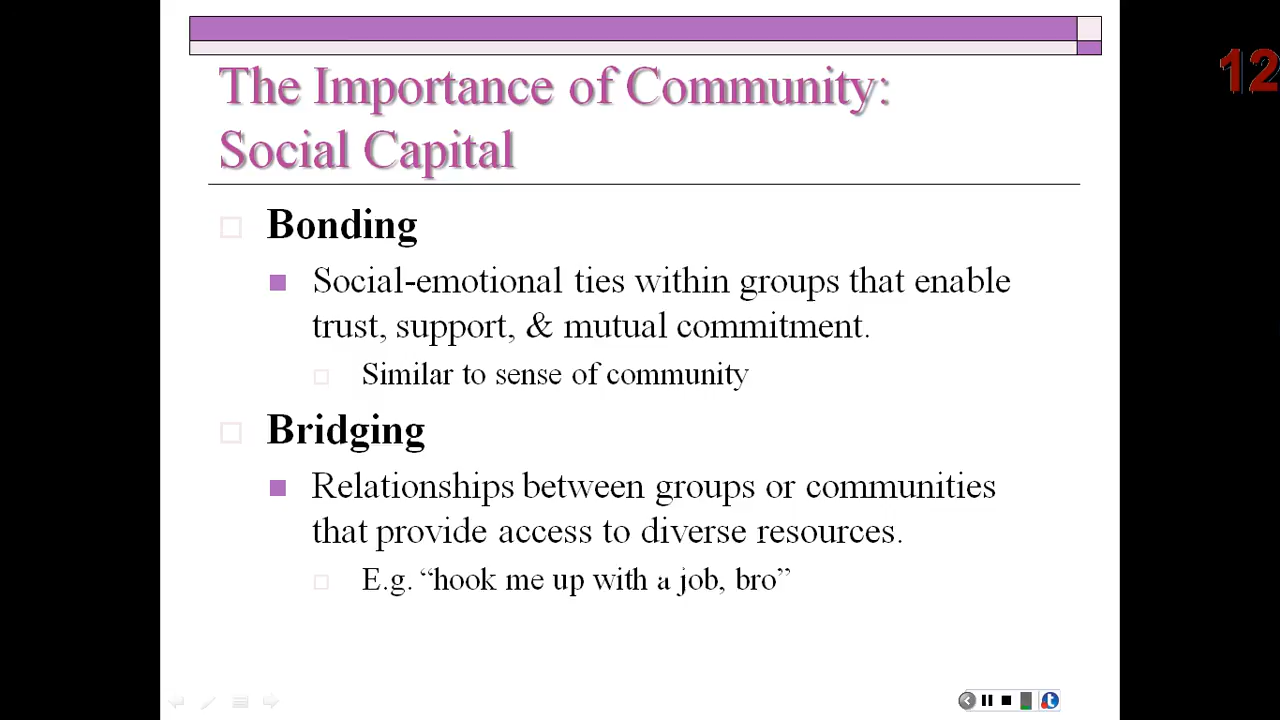 The Importance of Community:
Social Capital
12
Bonding
Social-emotional ties within groups that enable
trust, support, & mutual commitment.
Similar to sense of community
Bridging
Relationships between groups or communities
that provide access to diverse resources.
E.g. “hook me up with a job, bro”